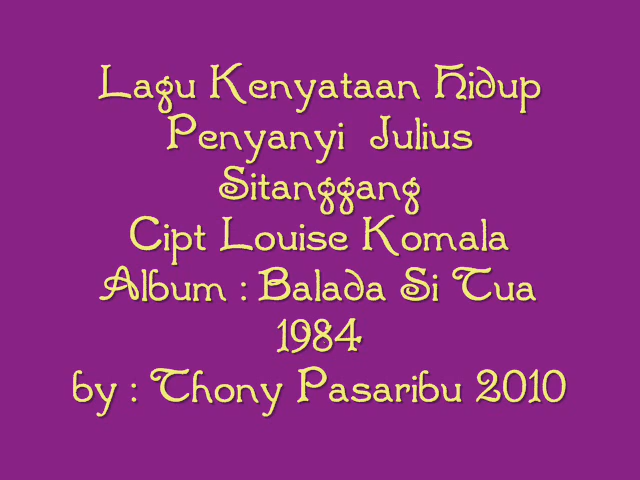 Lagu Kenyataan Hidup
Penyanyi Julius
Sitanggang
Cipt Louise Komala
Album : Balada Si Tua
1984
by : Thony Pasaribu 2010